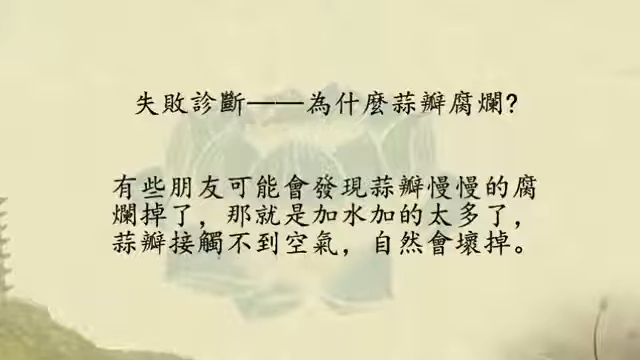 失敗診斷——為什麼蒜瓣腐爛?
有些朋友可能會發現蒜瓣慢慢的腐
爛掉了，那就是加水加的太多了，
蒜瓣接觸不到空氣，自然會壞掉。